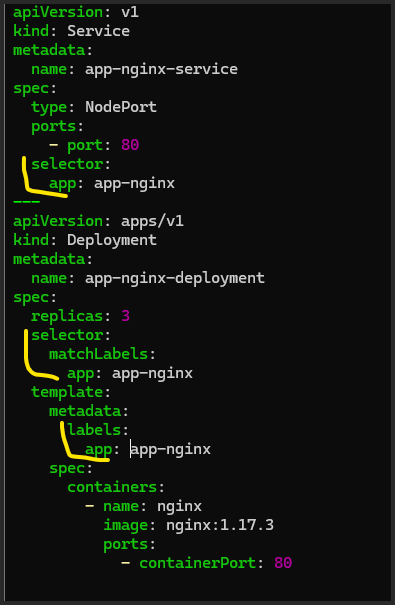 apiVersion: v1
kind: Service
metadata:
  name: app-nginx-service
spec:
  type: NodePort
  ports:
    - port: 80
  selector:
    app: app-nginx
---
apiVersion: apps/v1
kind: Deployment
metadata:
  name: app-nginx-deployment
spec:
  replicas: 3
  selector:
    matchLabels:
      app: app-nginx
  template:
    metadata:
      labels:
        app: app-nginx
    spec:
      containers:
        - name: nginx
          image: nginx:1.17.3
          ports:
            - containerPort: 80